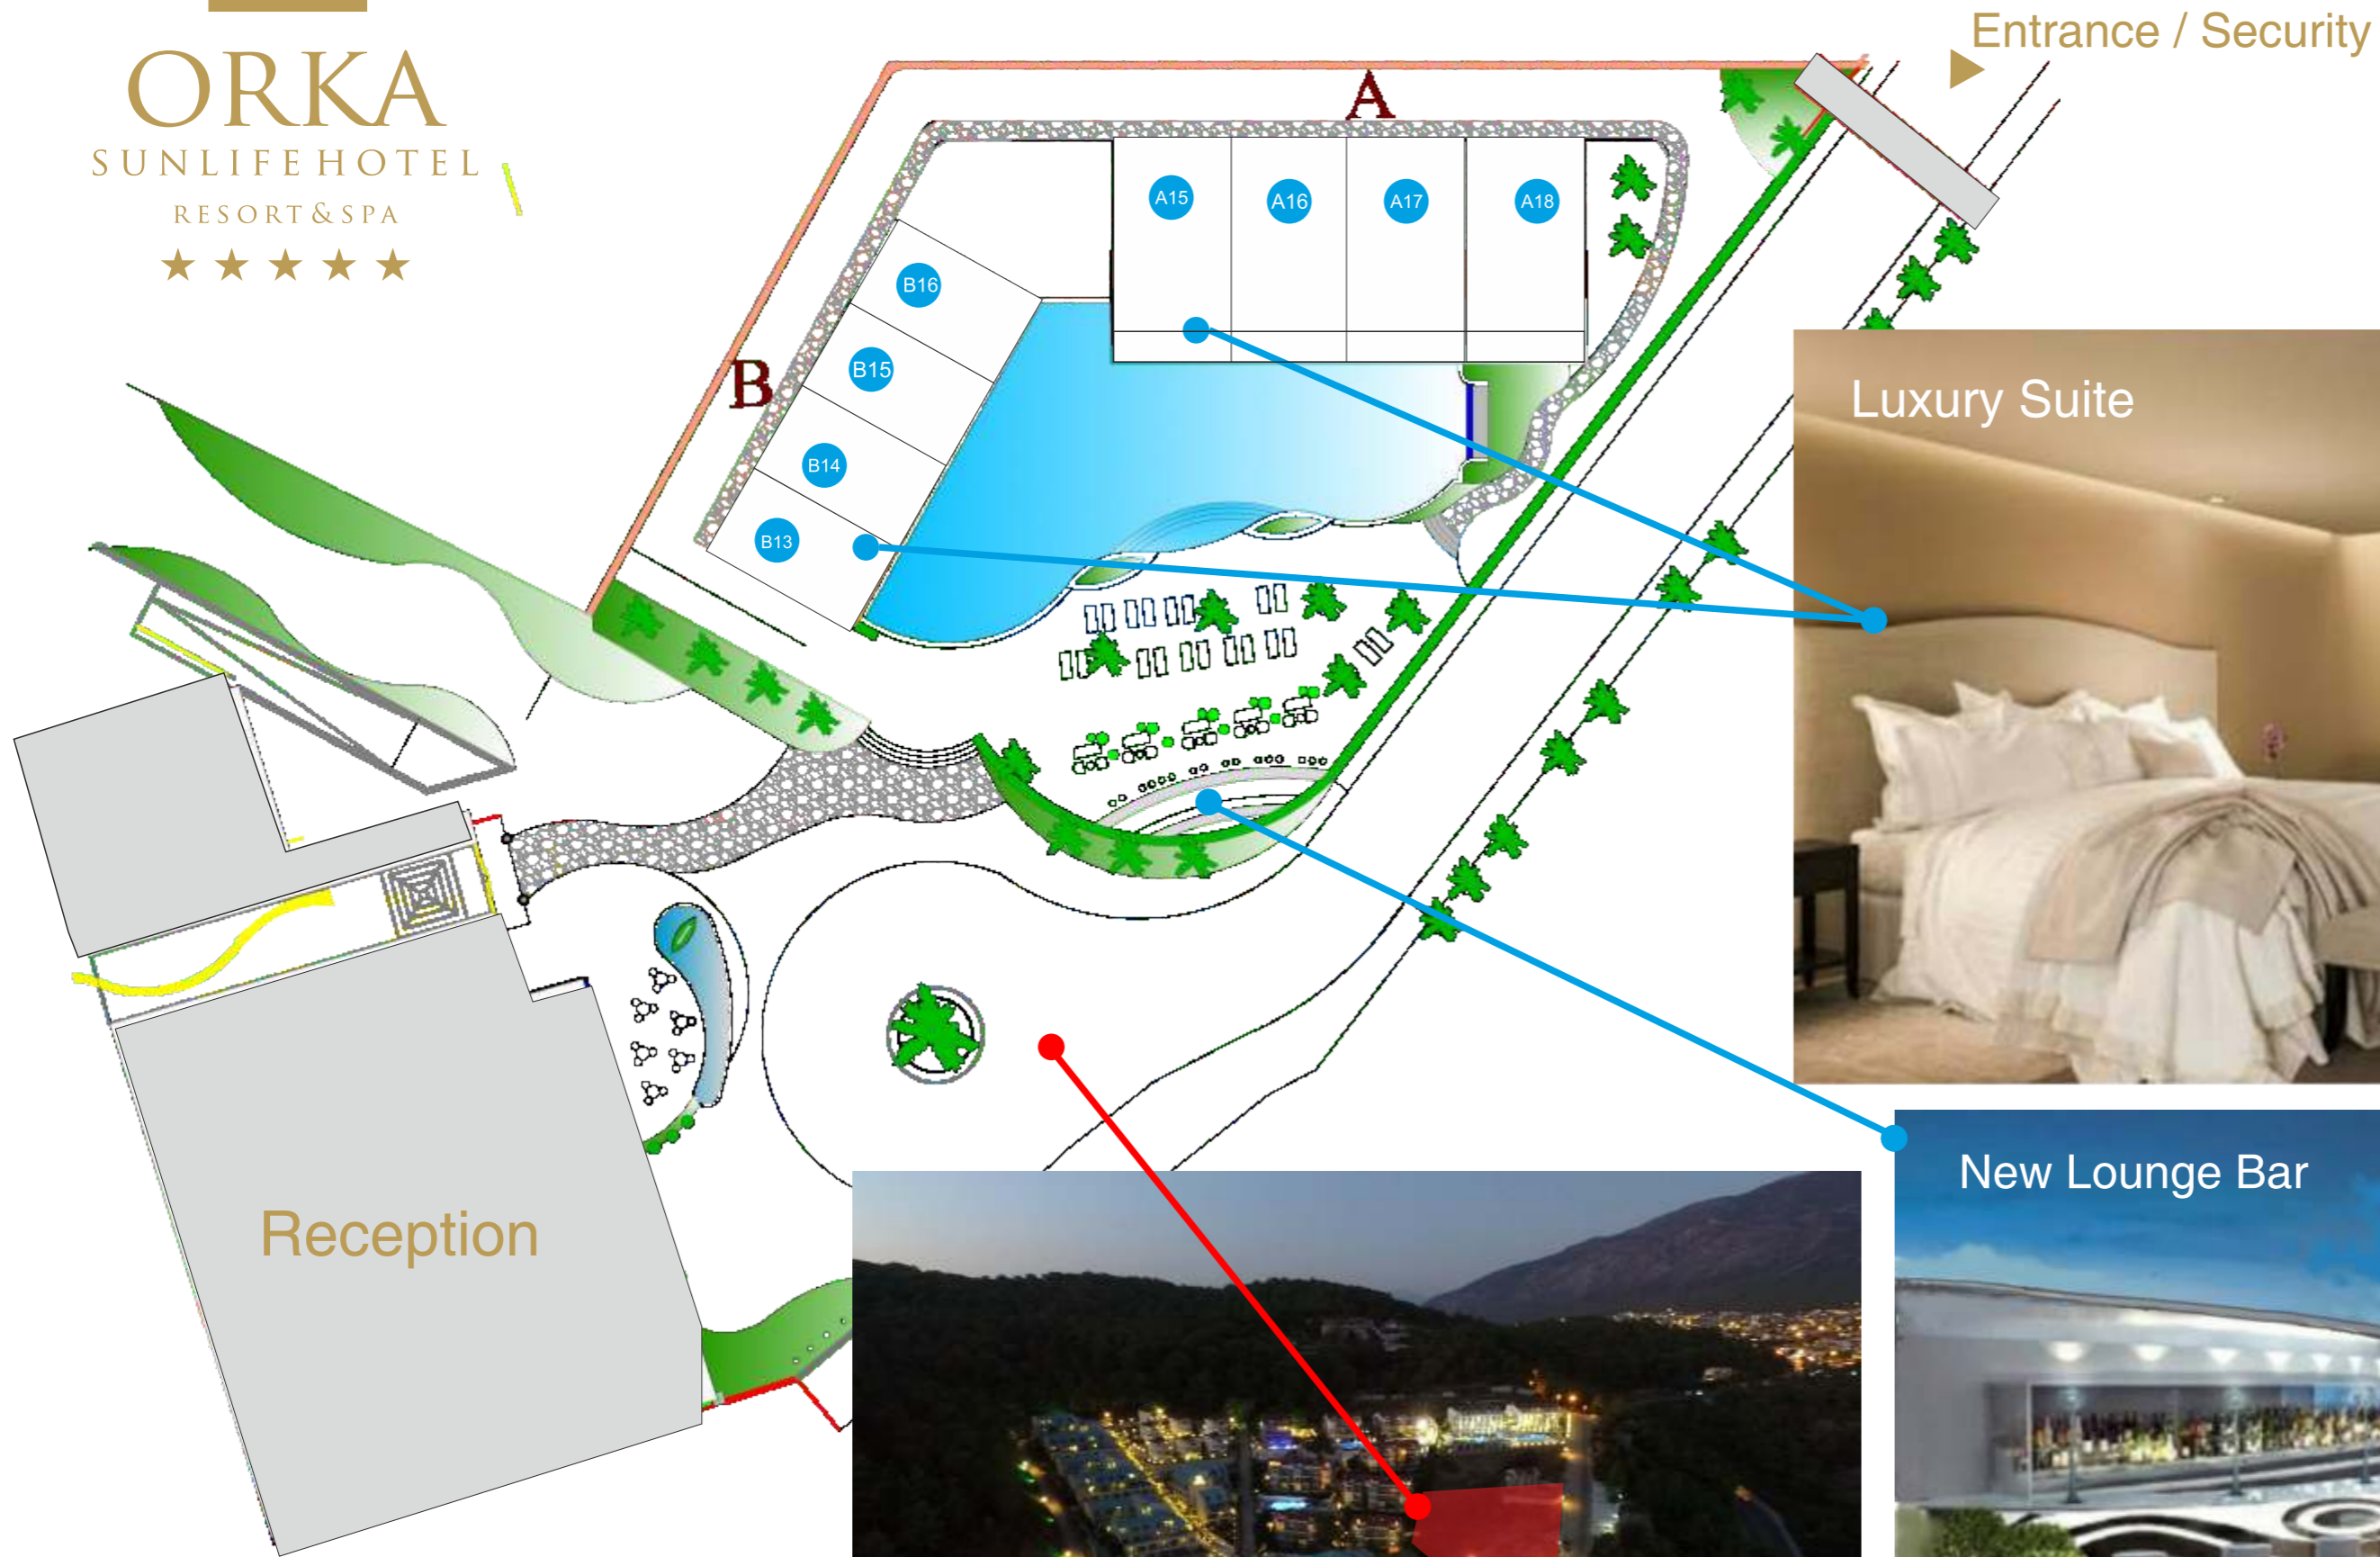 ORKA
SUNLIFE HOTEL
RESORT & SPA
Entrance / Security
A
A15
A16
A17
A18
B
B16
B15
B14
B13
Luxury Suite
New Lounge Bar
Reception